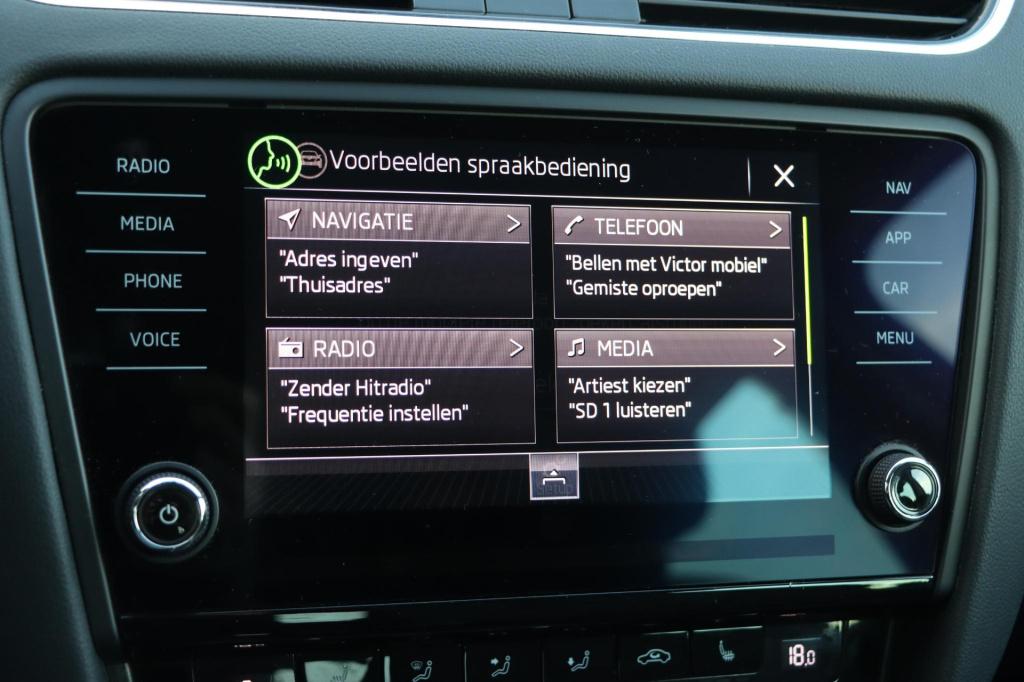 RADIO
MEDIA
PHONE
VOICE
Voorbeelden spraakbediening
NAVIGATIE
"Adres ingeven"
"Thuisadres"
TELEFOON
"Bellen met Victor mobiel"
"Gemiste oproepen"
RADIO
"Zender Hitradio"
"Frequentie instellen"
MEDIA
"Artiest kiezen"
"SD 1 luisteren"
NAV
APP
CAR
MENU
18.0